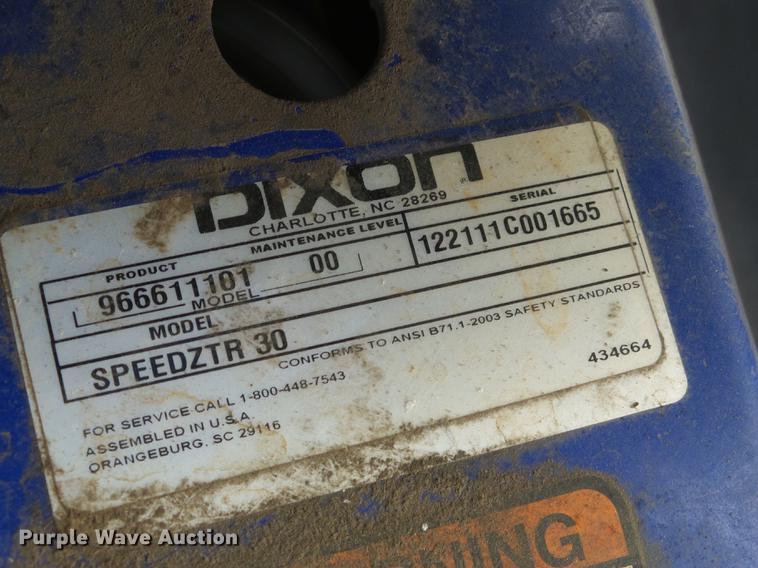 DIXON
CHARLOTTE, NC 28269
PRODUCT MAINTENANCE LEVEL SERIAL
966611101 00 122111C001665
MODEL
MODEL
SPEEDZTR 30
CONFORMS TO ANSI B71.1-2003 SAFETY STANDARDS
434664
FOR SERVICE CALL 1-800-448-7543
ASSEMBLED IN U.S.A.
ORANGEBURG. SC 29116
Purple Wave Auction